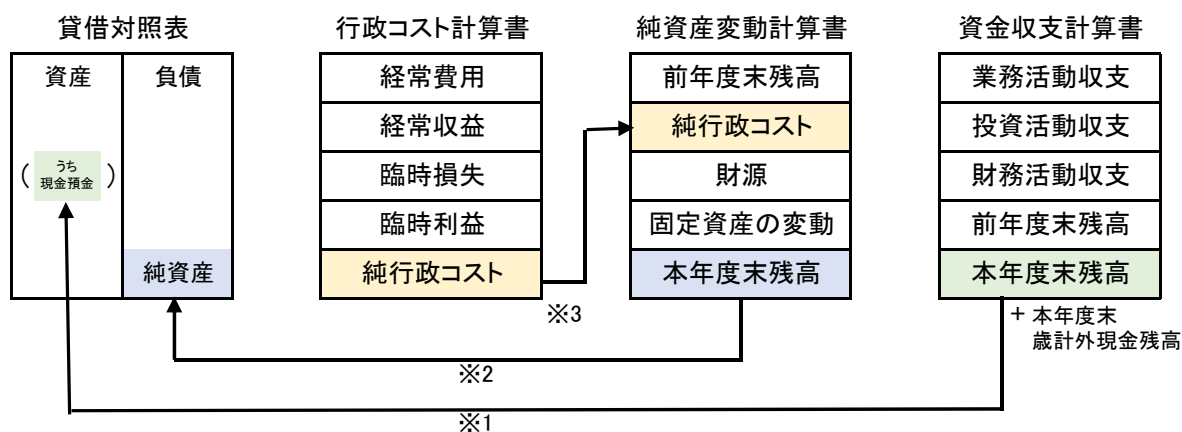 貸借対照表
資産
負債
(うち
現金預金)
純資産
行政コスト計算書
経常費用
経常収益
臨時損失
臨時利益
純行政コスト
純資産変動計算書
前年度末残高
純行政コスト
財源
固定資産の変動
本年度末残高
資金収支計算書
業務活動収支
投資活動収支
財務活動収支
前年度末残高
本年度末残高
+ 本年度末
歳計外現金残高
※3
※2
※1